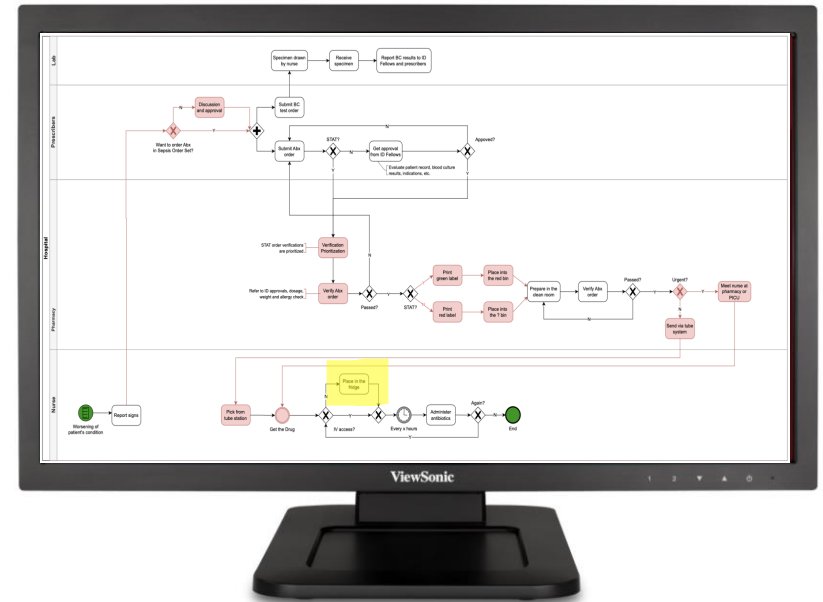 Lab
Specimen drawn
by nurse
Receive
specimen
Report BC results to ID
Fellows and prescribers
Hospital
Prescribers
N
Discussion
and approval
Y
Want to order Abx
in Sepsis Order Set?
Submit BC
test order
Submit Abx
order
STAT?
N
Y
Get approval
from ID Fellows
Evaluate patient record, blood culture
results, indications, etc.
Appoved?
N
Y
Pharmacy
STAT order verifications
are prioritized
Verification
Prioritization
Refer to ID approvals, dosage,
weight and allergy check
Verify Abx
order
N
Passed?
Y
STAT?
Print
green label
Place into
the red bin
Print
red label
Place into
the ? bin
Prepare in the
clean room
Verify Abx
order
Passed?
N
Y
Urgent?
Y
N
Meet nurse at
pharmacy or
PICU
Send via tube
system
Nurse
Worsening of
patient's condition
Report signs
Pick from
tube station
Get the Drug
N
Place in the
fridge
Y
IV access?
Every x hours
Administer
antibiotics
Again?
N
Y
End
ViewSonic
1
2